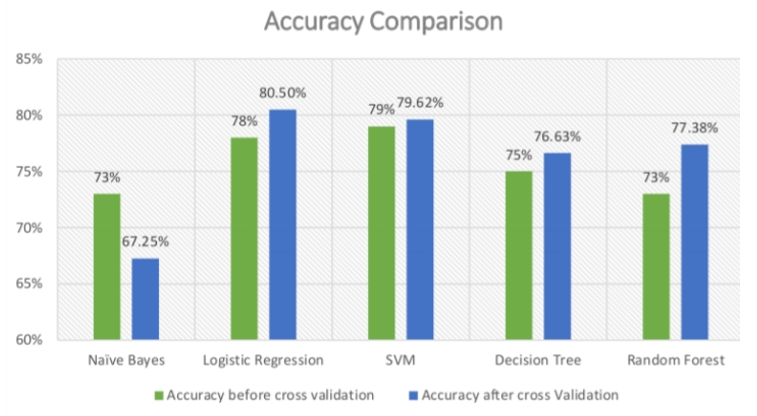 Accuracy Comparison
85%
80%
75%
70%
65%
60%
73%
67.25%
78%
80.50%
79%
79.62%
75%
76.63%
73%
77.38%
Naïve Bayes
Logistic Regression
SVM
Decision Tree
Random Forest
Accuracy before cross validation
Accuracy after cross Validation